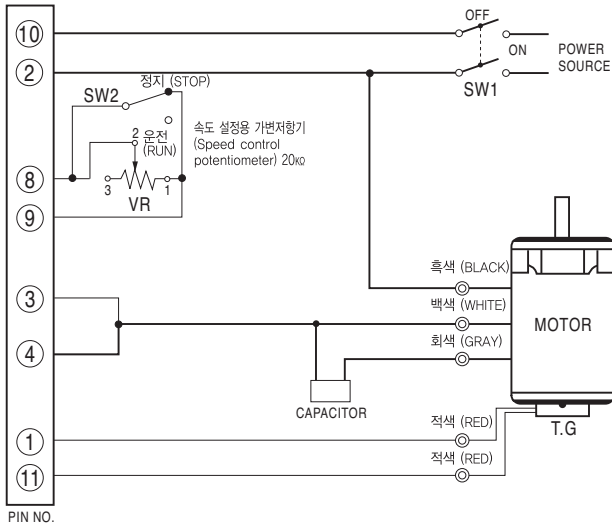 OFF
10
ON
POWER
SOURCE
2
SW1
정지 (STOP)
SW2
속도 설정용 가변저항기
(Speed control
potentiometer) 20KΩ
2 운전
(RUN)
8
3
1
VR
9
흑색 (BLACK)
백색 (WHITE)
3
MOTOR
회색 (GRAY)
4
CAPACITOR
적색 (RED)
T.G
1
적색 (RED)
11
PIN NO.